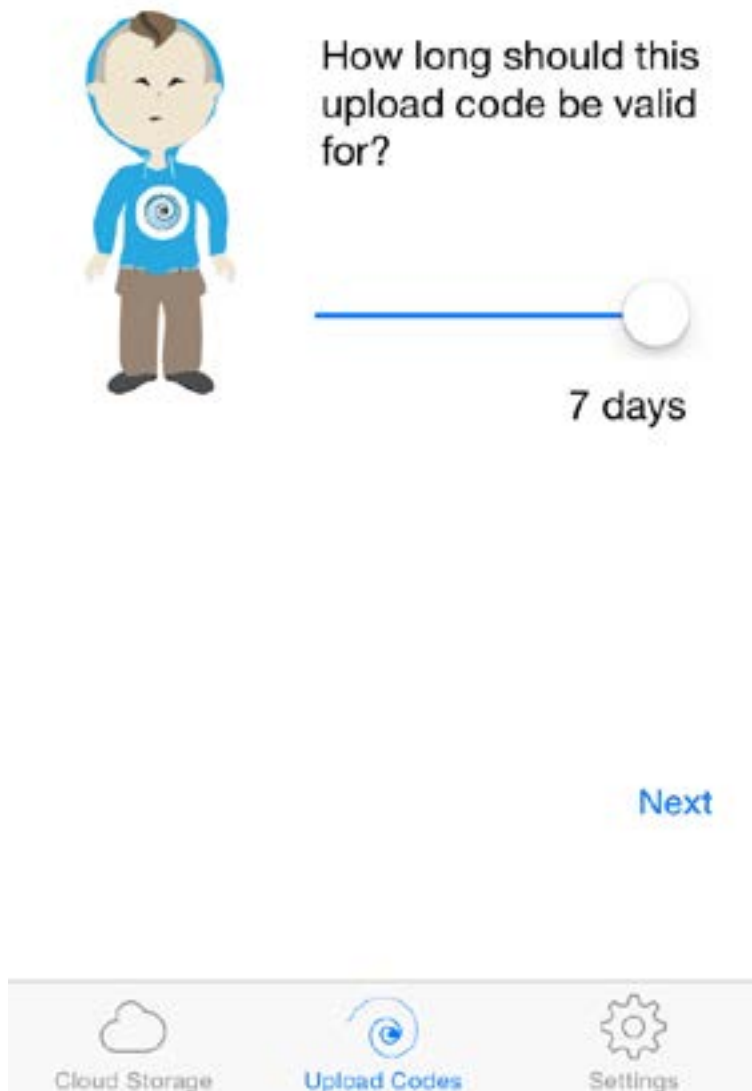 How long should this
upload code be valid
for?
7 days
Next
Cloud Storage
Upload Codes
Settings